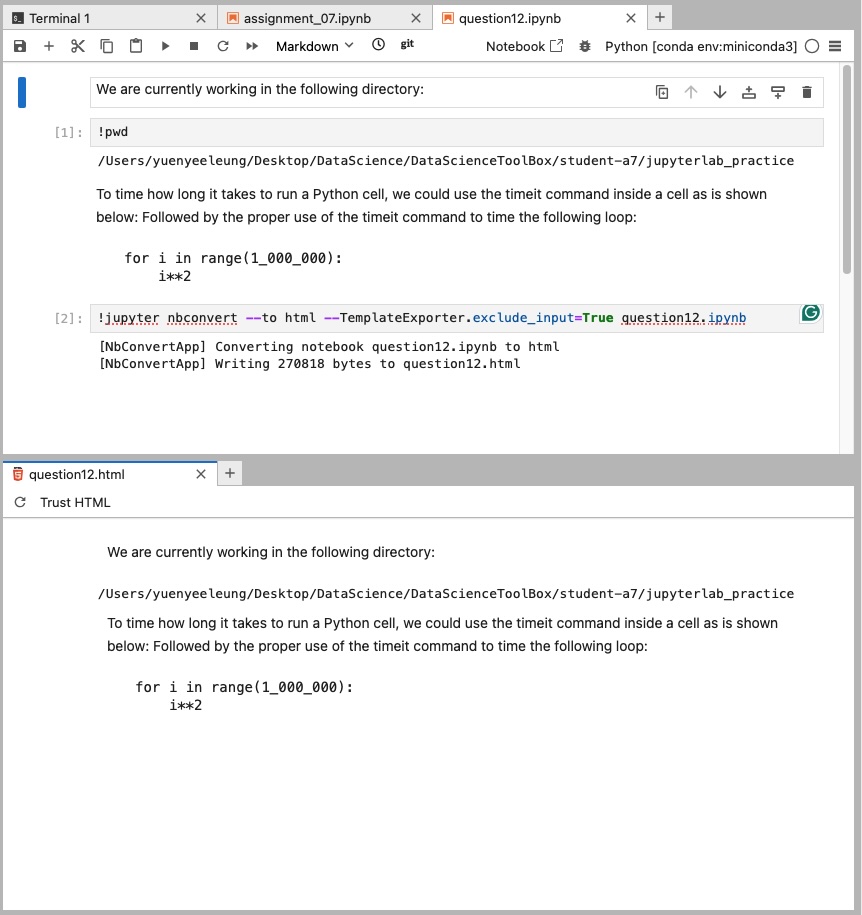 Terminal 1
assignment_07.ipynb
question12.ipynb
Markdown
git
Notebook
Python [conda env:miniconda3]
We are currently working in the following directory:
[1]:
!pwd
/Users/yuenyeeleung/Desktop/DataScience/DataScienceToolBox/student-a7/jupyterlab_practice
To time how long it takes to run a Python cell, we could use the timeit command inside a cell as is shown
below: Followed by the proper use of the timeit command to time the following loop:
for i in range(1_000_000):
i**2
[2]:
!jupyter nbconvert --to html --TemplateExporter.exclude_input=True question12.ipynb
[NbConvertApp] Converting notebook question12.ipynb to html
[NbConvertApp] Writing 270818 bytes to question12.html
question12.html
Trust HTML
We are currently working in the following directory:
/Users/yuenyeeleung/Desktop/DataScience/DataScienceToolBox/student-a7/jupyterlab_practice
To time how long it takes to run a Python cell, we could use the timeit command inside a cell as is shown
below: Followed by the proper use of the timeit command to time the following loop:
for i in range(1_000_000):
i**2